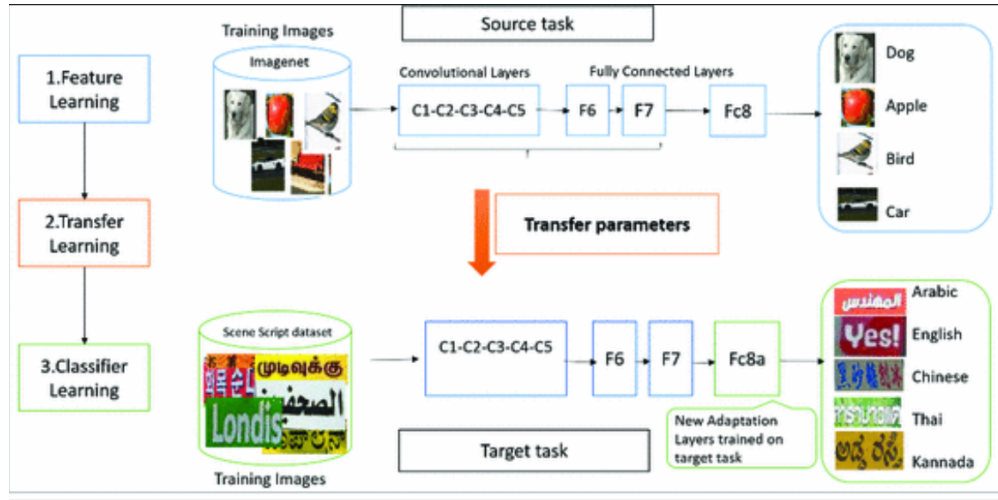 Source task
Training Images
Imagenet
1.Feature
Learning
Convolutional Layers
Fully Connected Layers
C1-C2-C3-C4-C5
F6
F7
Fc8
Dog
Apple
Bird
Car
2.Transfer
Learning
Transfer parameters
3.Classifier
Learning
Scene Script dataset
முடிவுக்கு
Londis
Training Images
C1-C2-C3-C4-C5
F6
F7
Fc8a
New Adaptation
Layers trained on
target task
Target task
المهندس
Arabic
Yes!
English
Chinese
Thai
Kannada